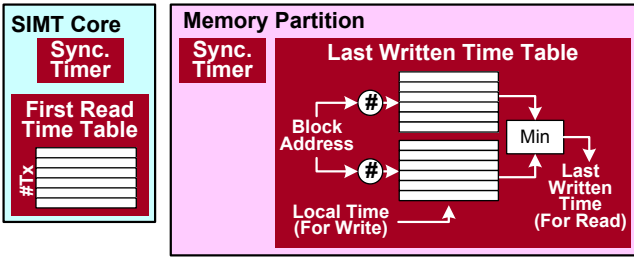 SIMT Core
Sync.
Timer
First Read
Time Table
#Tx
Memory Partition
Sync.
Timer
Last Written Time Table
Block
Address
#
#
Min
Local Time
(For Write)
Last
Written
Time
(For Read)